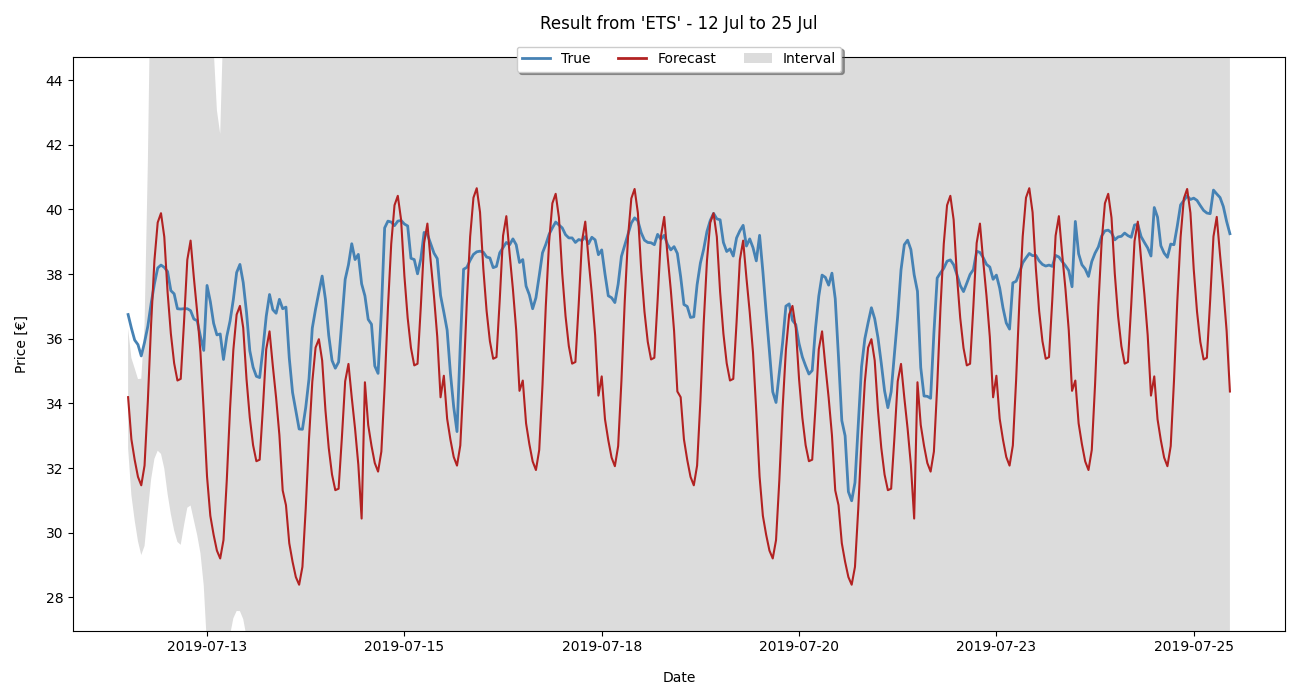 Result from 'ETS' - 12 Jul to 25 Jul
True Forecast Interval
44
42
40
38
36
34
32
30
28
Price [€]
2019-07-13 2019-07-15 2019-07-18 2019-07-20 2019-07-23 2019-07-25
Date